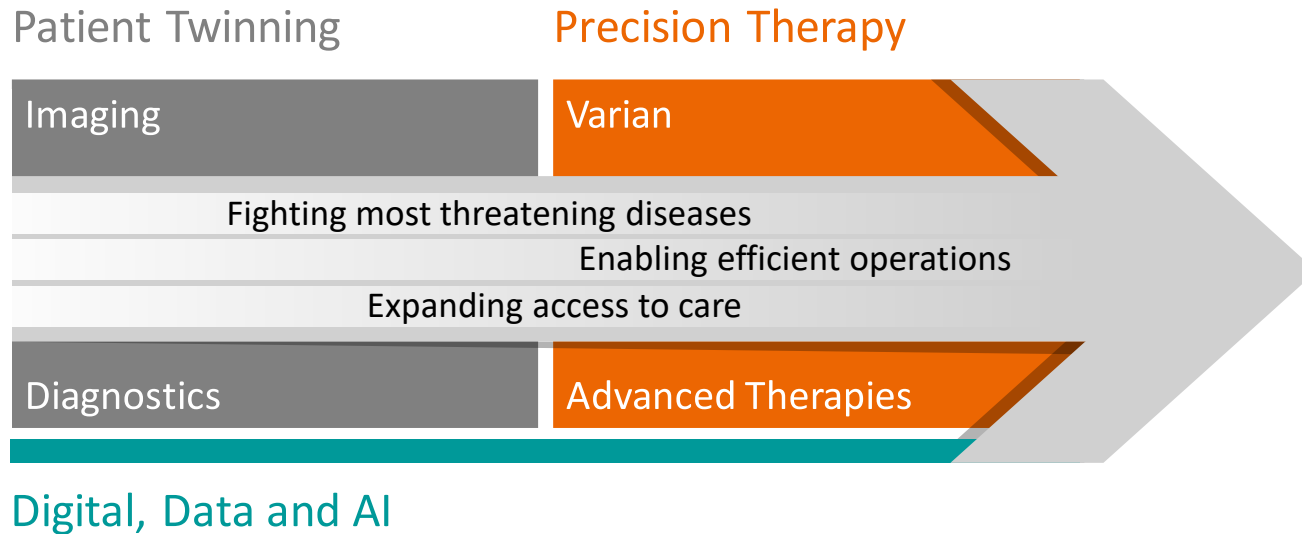 Patient Twinning
Precision Therapy
Imaging
Varian
Fighting most threatening diseases
Enabling efficient operations
Expanding access to care
Diagnostics
Advanced Therapies
Digital, Data and AI